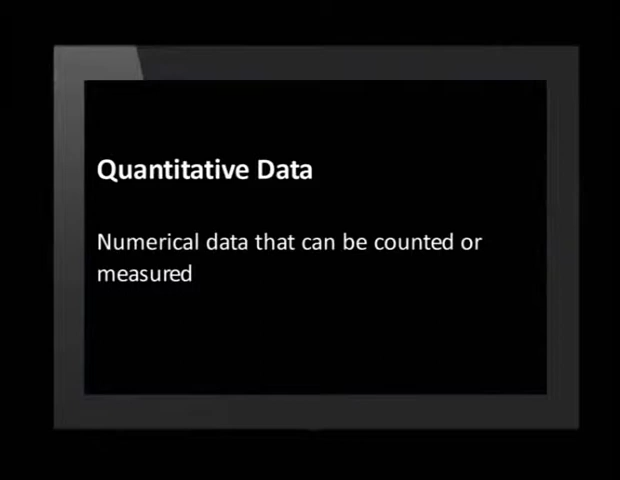 Quantitative Data
Numerical data that can be counted or
measured